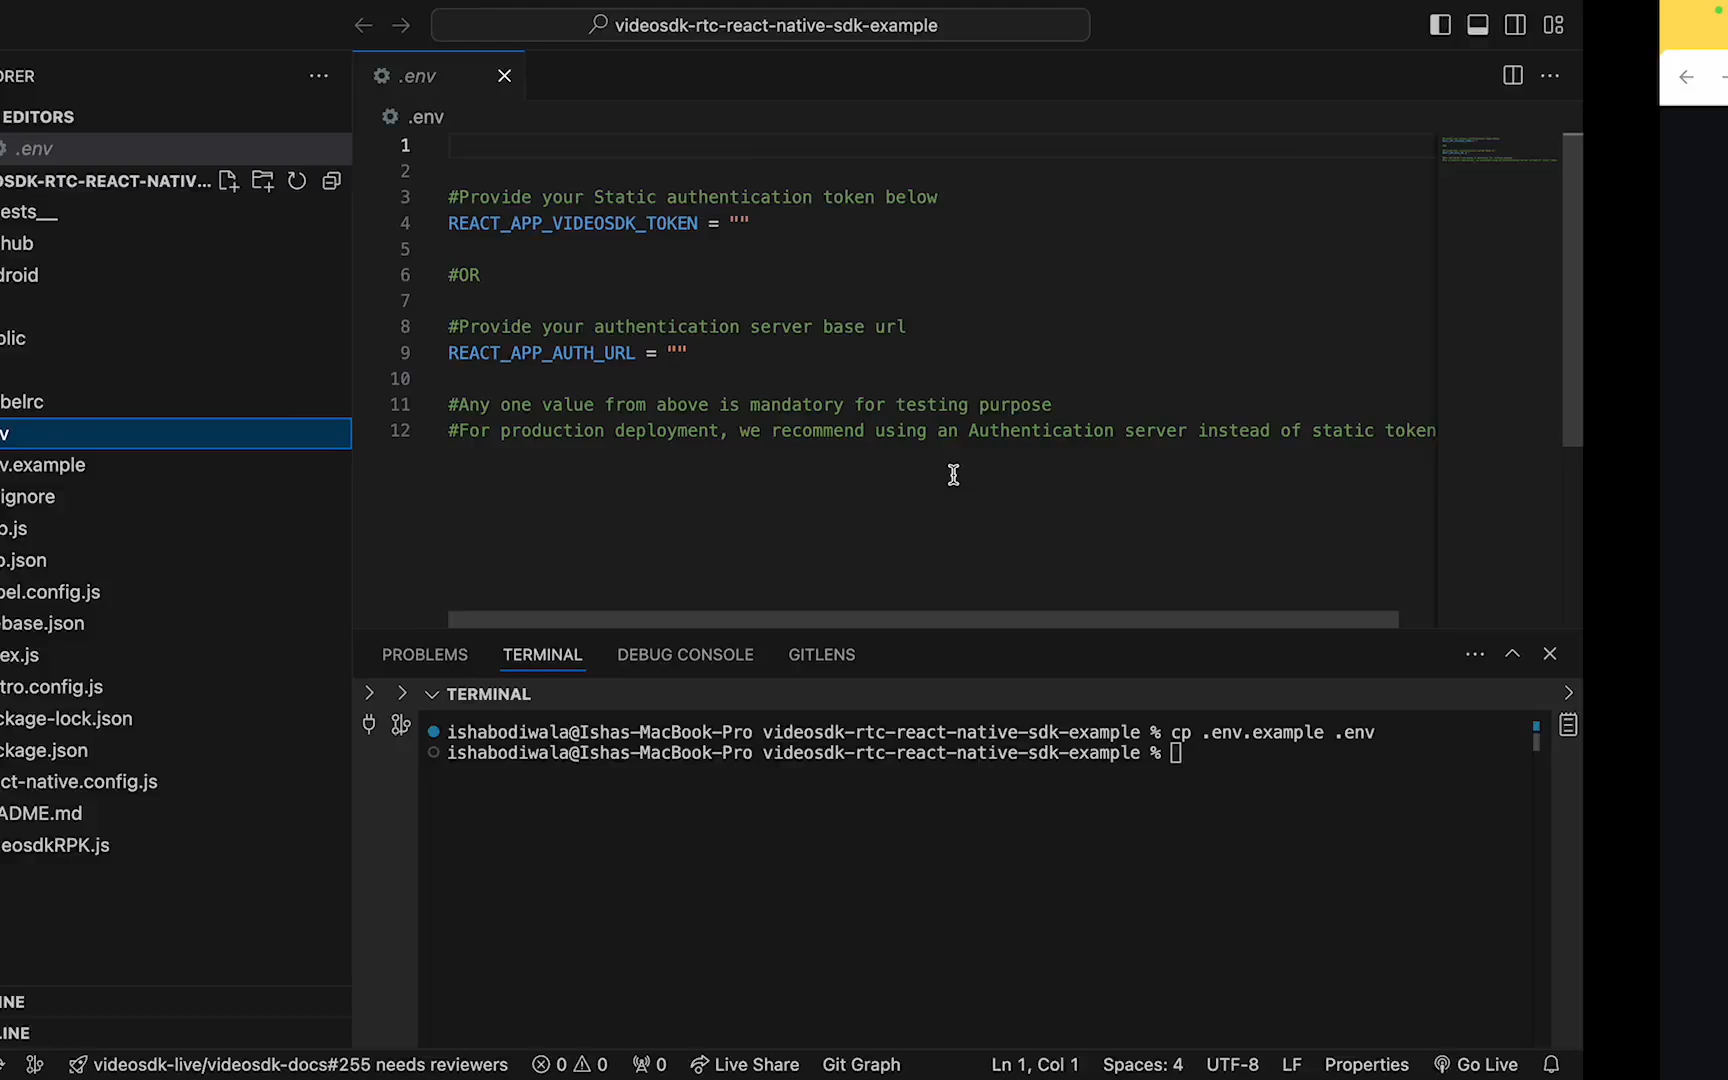 videosdk-rtc-react-native-sdk-example
ORER
.env
EDITORS
.env
.env
OSDK-RTC-REACT-NATIV...
ests__
hub
droid
blic
belrc
v
v.example
ignore
p.js
p.json
bel.config.js
base.json
ex.js
tro.config.js
ckage-lock.json
ckage.json
ct-native.config.js
ADME.md
eosdkRPK.js
INE
LINE
1
2
3 #Provide your Static authentication token below
4 REACT_APP_VIDEOSDK_TOKEN = ""
5
6 #OR
7
8 #Provide your authentication server base url
9 REACT_APP_AUTH_URL = ""
10
11 #Any one value from above is mandatory for testing purpose
12 #For production deployment, we recommend using an Authentication server instead of static token
PROBLEMS TERMINAL DEBUG CONSOLE GITLENS
TERMINAL
ishabodiwala@Ishas-MacBook-Pro videosdk-rtc-react-native-sdk-example % cp .env.example .env
ishabodiwala@Ishas-MacBook-Pro videosdk-rtc-react-native-sdk-example %
videosdk-live/videosdk-docs#255 needs reviewers 0 0 0 Live Share Git Graph Ln 1, Col 1 Spaces: 4 UTF-8 LF Properties Go Live